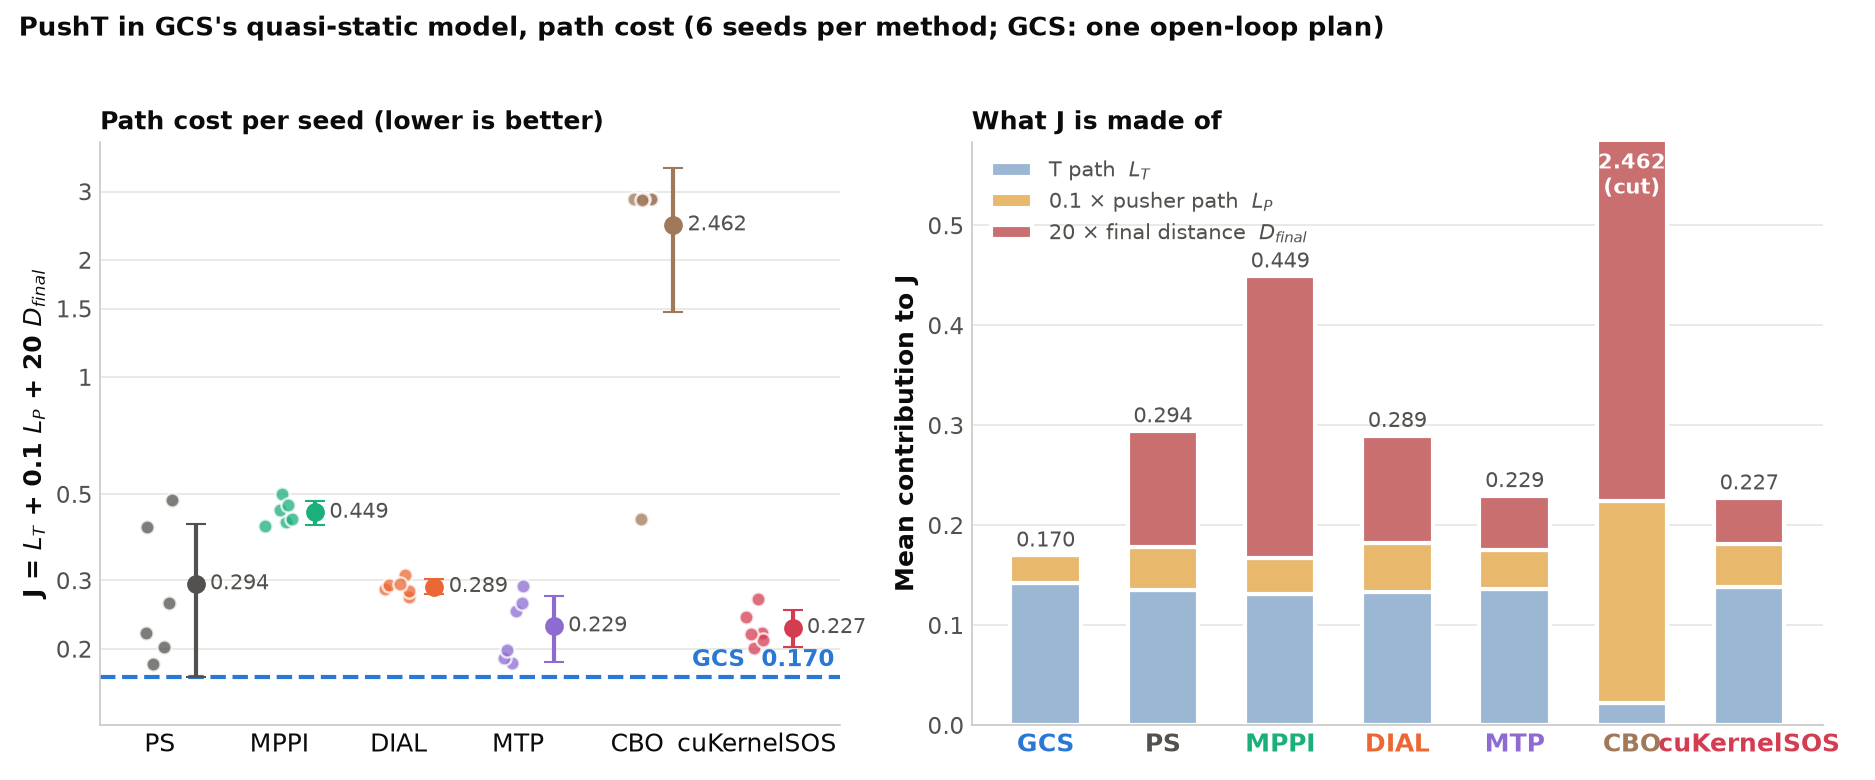 PushT in GCS's quasi-static model, path cost (6 seeds per method; GCS: one open-loop plan)
Path cost per seed (lower is better)
J = L_T + 0.1 L_P + 20 D_final
3
2
1.5
1
0.5
0.3
0.2
0.294
0.449
0.289
0.229
2.462
0.227
GCS 0.170
PS MPPI DIAL MTP CBO cuKernelSOS
What J is made of
Mean contribution to J
T path L_T
0.1 × pusher path L_P
20 × final distance D_final
0.5
0.4
0.3
0.2
0.1
0.0
0.170
0.294
0.449
0.289
0.229
2.462
(cut)
0.227
GCS PS MPPI DIAL MTP CBO cuKernelSOS